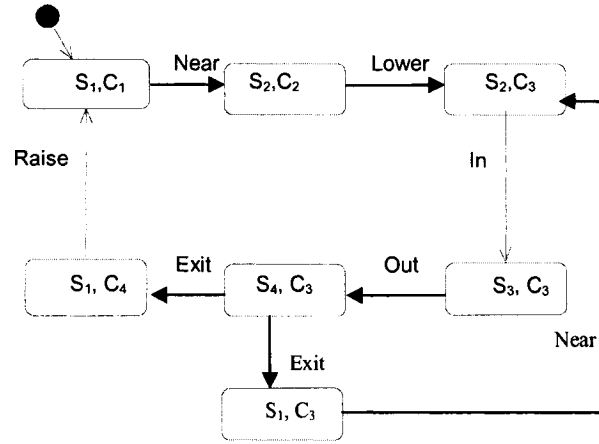 Near
Lower
S₁,C₁
S₂,C₂
S₂,C₃
Raise
In
Exit
Out
S₁, C₄
S₄, C₃
S₃, C₃
Near
Exit
S₁, C₃